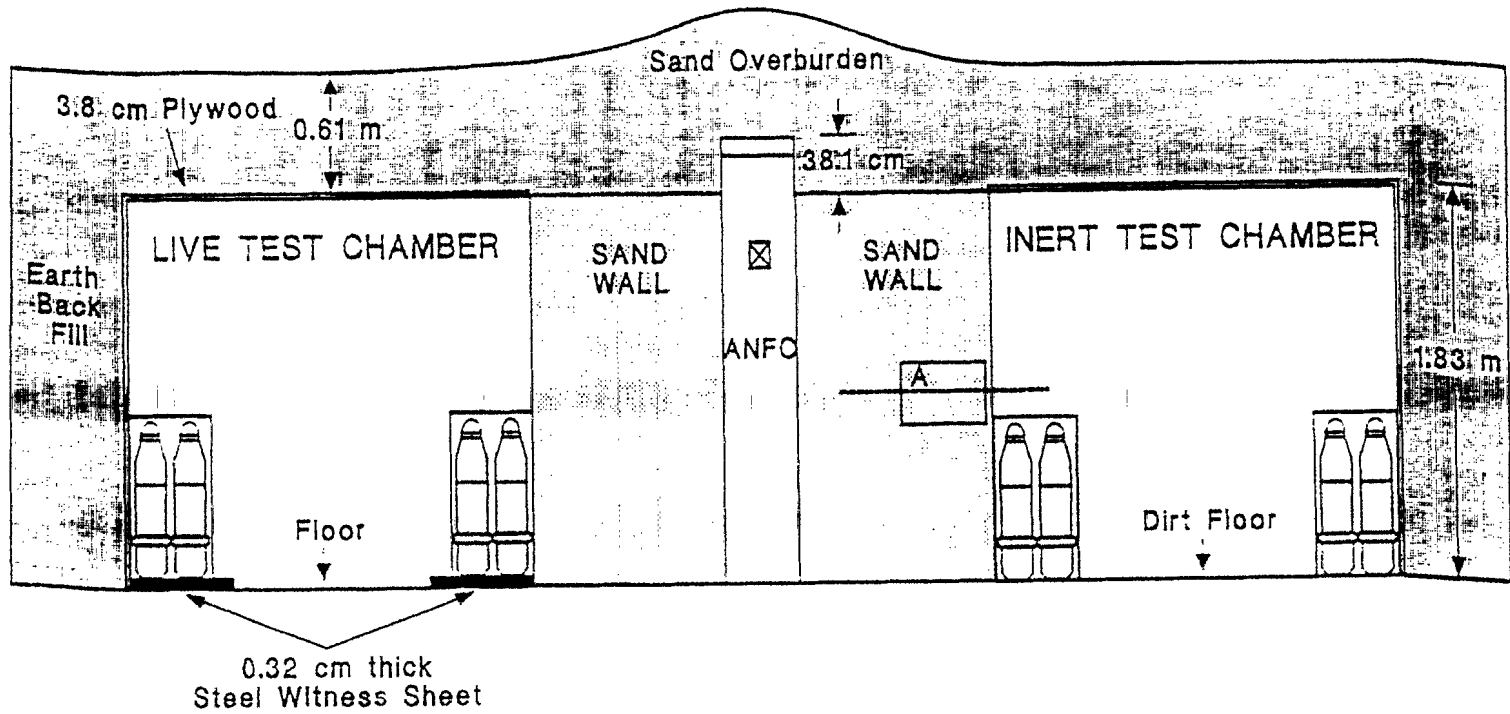 Sand Overburden
3.8 cm Plywood
0.61 m
38.1 cm
LIVE TEST CHAMBER
SAND
WALL
SAND
WALL
INERT TEST CHAMBER
Earth
Back
Fill
ANFO
A
1.83 m
Floor
Dirt Floor
0.32 cm thick
Steel Witness Sheet